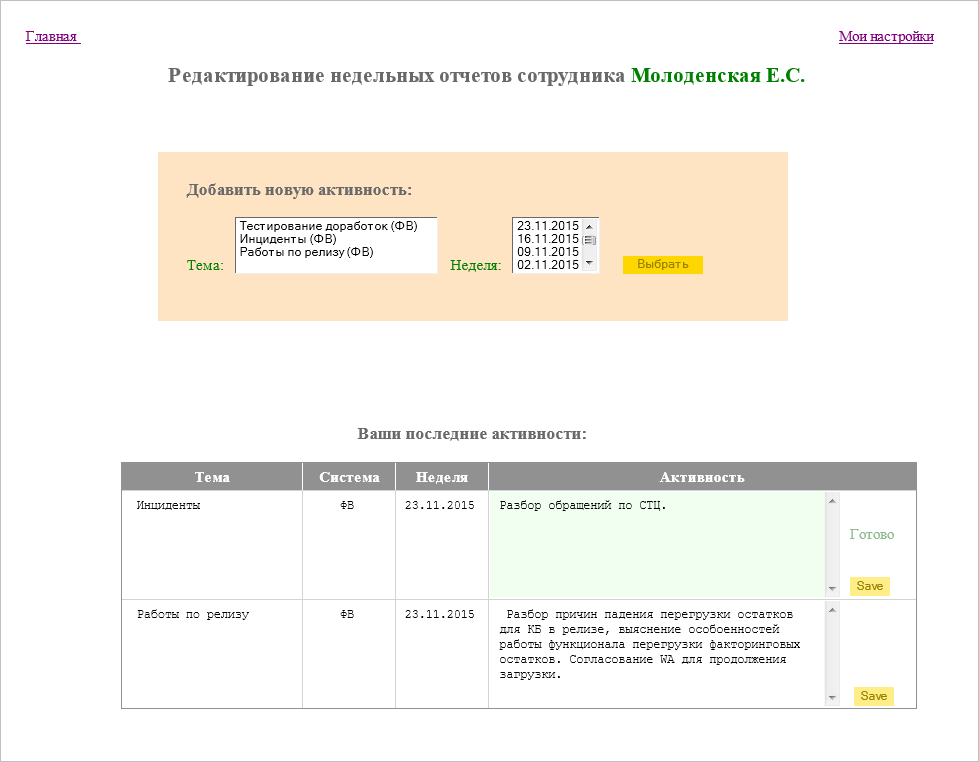 Главная
Мои настройки
Редактирование недельных отчетов сотрудника Молоденская Е.С.
Добавить новую активность:
Тема:
Тестирование доработок (ФВ)
Инциденты (ФВ)
Работы по релизу (ФВ)
Неделя:
23.11.2015
16.11.2015
09.11.2015
02.11.2015
Выбрать
Ваши последние активности:
Тема Система Неделя Активность
Инциденты ФВ 23.11.2015 Разбор обращений по СТЦ.
Готово
Save
Работы по релизу ФВ 23.11.2015 Разбор причин падения перегрузки остатков
для КБ в релизе, выяснение особоенностей
работы функционала перегрузки факторинговых
остатков. Согласование WA для продолжения
загрузки.
Save